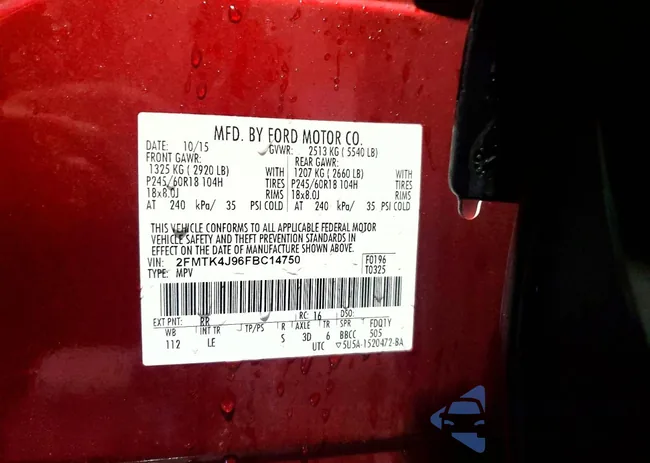 MFD. BY FORD MOTOR CO.
DATE: 10/15 GVWR: 2513 KG ( 5540 LB)
FRONT GAWR: REAR GAWR:
1325 KG ( 2920 LB) WITH 1207 KG ( 2660 LB) WITH
P245/60R18 104H TIRES P245/60R18 104H TIRES
18x8.0J RIMS 18x8.0J RIMS
AT 240 kPa/ 35 PSI COLD AT 240 kPa/ 35 PSI COLD
THIS VEHICLE CONFORMS TO ALL APPLICABLE FEDERAL MOTOR
VEHICLE SAFETY AND THEFT PREVENTION STANDARDS IN
EFFECT ON THE DATE OF MANUFACTURE SHOWN ABOVE.
VIN: 2FMTK4J96FBC14750 F0196
TYPE: MPV T0325
EXT PNT: RR RC: 16 DSO:
WB INT TR TP/PS R AXLE TR SPR FDQ1Y
112 LE S 3D 6 BBCC 505
UTC ▽5U5A-1520472-BA